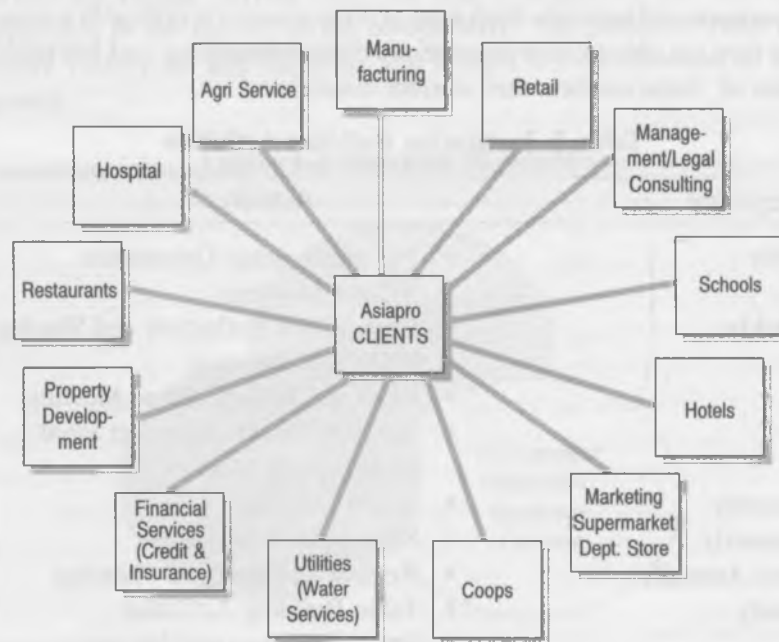 Manu-
facturing
Agri Service
Retail
Manage-
ment/Legal
Consulting
Hospital
Restaurants
Asiapro
CLIENTS
Schools
Property
Develop-
ment
Hotels
Financial
Services
(Credit &
Insurance)
Utilities
(Water
Services)
Coops
Marketing
Supermarket
Dept. Store